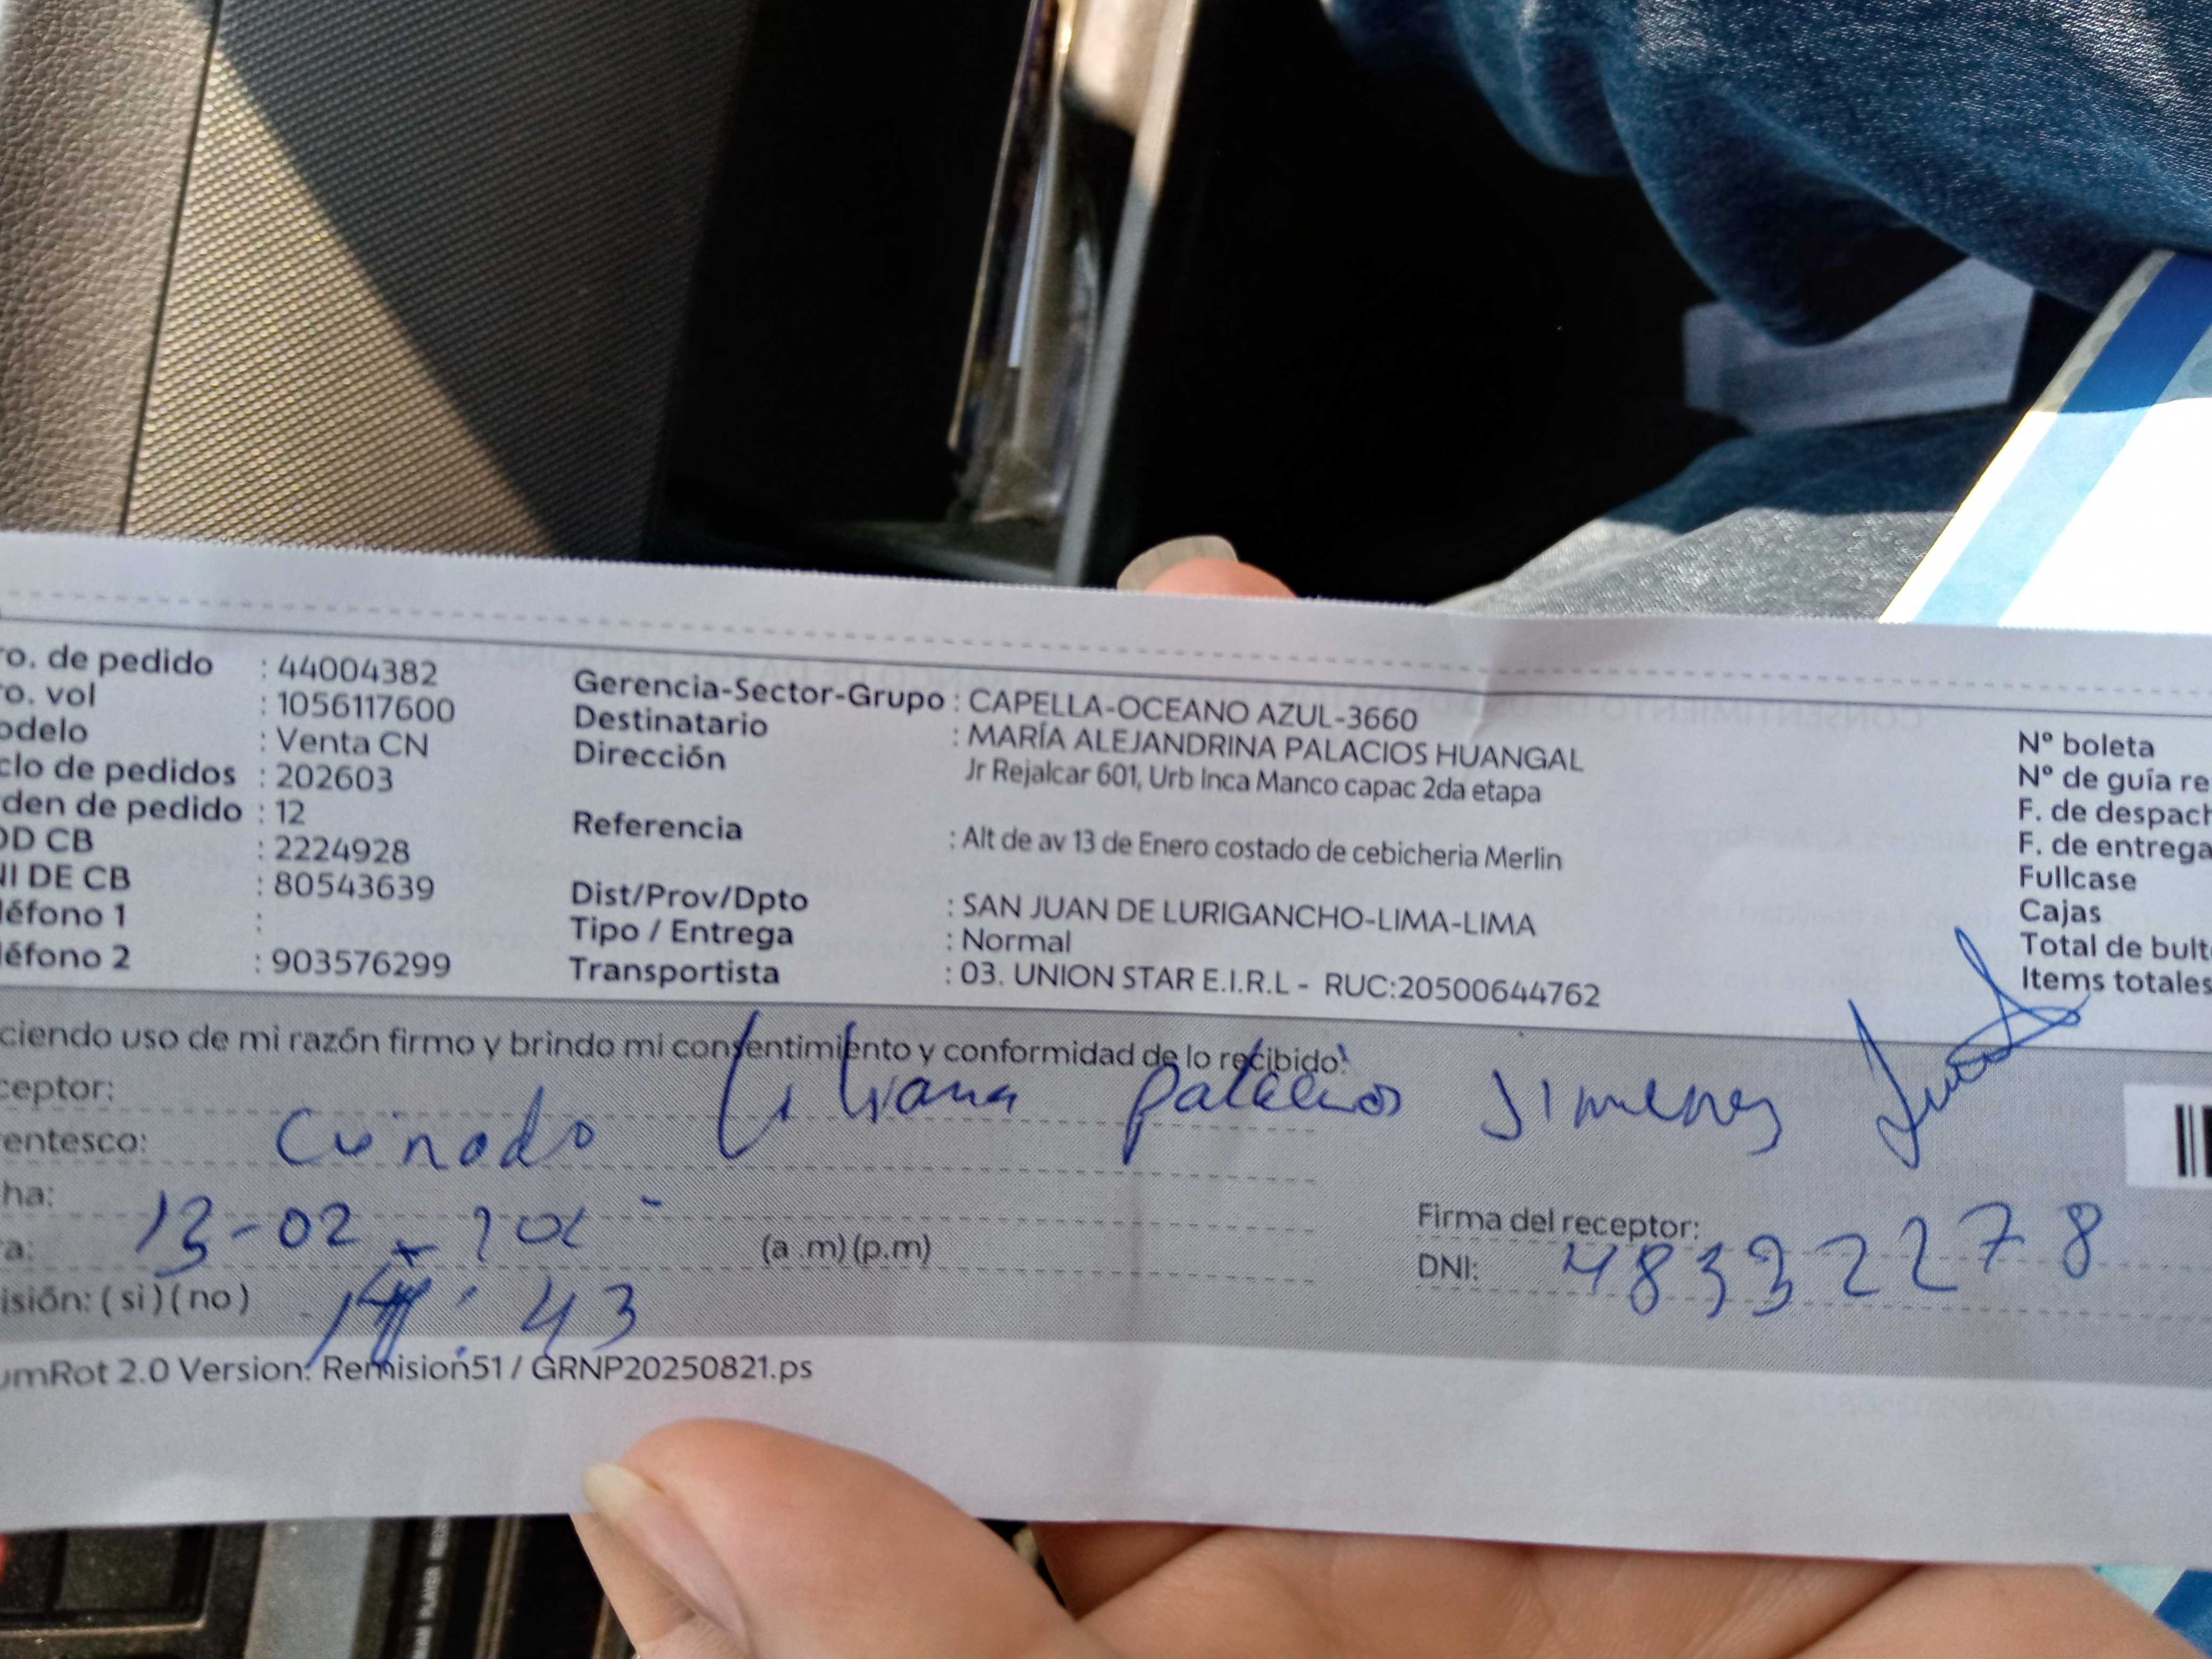 ro. de pedido : 44004382
ro. vol : 1056117600
odelo : Venta CN
clo de pedidos : 202603
den de pedido : 12
OD CB : 2224928
NI DE CB : 80543639
léfono 1 :
léfono 2 : 903576299
Gerencia-Sector-Grupo : CAPELLA-OCEANO AZUL-3660
Destinatario : MARÍA ALEJANDRINA PALACIOS HUANGAL
Dirección Jr Rejalcar 601, Urb Inca Manco capac 2da etapa
Referencia : Alt de av 13 de Enero costado de cebicheria Merlin
Dist/Prov/Dpto : SAN JUAN DE LURIGANCHO-LIMA-LIMA
Tipo / Entrega : Normal
Transportista : 03. UNION STAR E.I.R.L - RUC:20500644762
Nº boleta
Nº de guía re
F. de despach
F. de entrega
Fullcase
Cajas
Total de bult
Items totales
ciendo uso de mi razón firmo y brindo mi consentimiento y conformidad de lo recibido:
ceptor: Liliana palacios Jimenes
entesco: Cuñado
ha: 13-02
a: 43 (a .m) (p.m)
isión: ( si ) ( no )
Firma del receptor:
DNI: 48332278
umRot 2.0 Version: Remision51 / GRNP20250821.ps